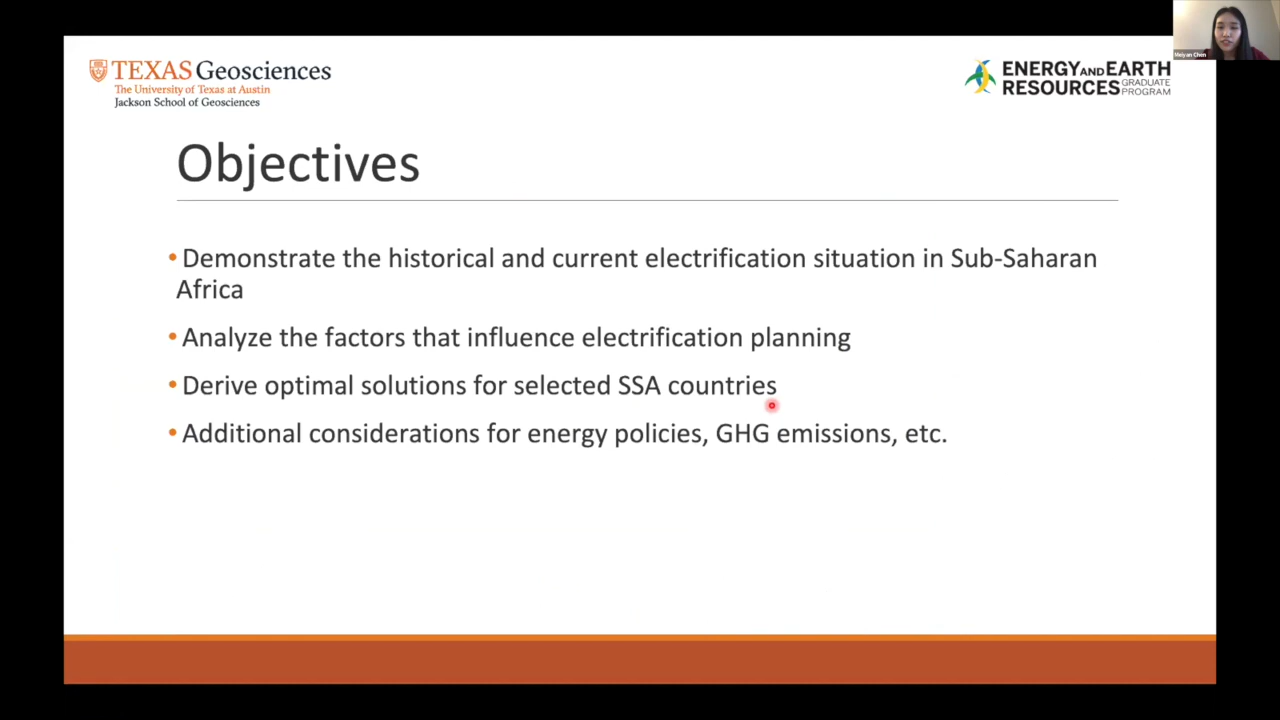 TEXAS Geosciences
The University of Texas at Austin
Jackson School of Geosciences
ENERGY AND EARTH
RESOURCES GRADUATE PROGRAM
Meiyan Chen
Objectives
• Demonstrate the historical and current electrification situation in Sub-Saharan
Africa
• Analyze the factors that influence electrification planning
• Derive optimal solutions for selected SSA countries
• Additional considerations for energy policies, GHG emissions, etc.